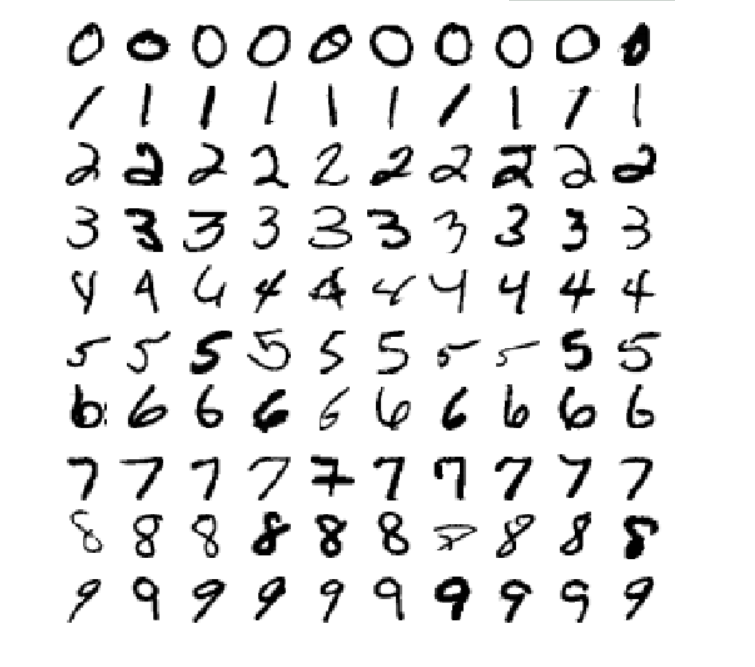 0 0 0 0 0 0 0 0 0 0
1 1 1 1 1 1 1 1 1 1
2 2 2 2 2 2 2 2 2 2
3 3 3 3 3 3 3 3 3 3
4 4 4 4 4 4 4 4 4 4
5 5 5 5 5 5 5 5 5 5
6 6 6 6 6 6 6 6 6 6
7 7 7 7 7 7 7 7 7 7
8 8 8 8 8 8 8 8 8 8
9 9 9 9 9 9 9 9 9 9